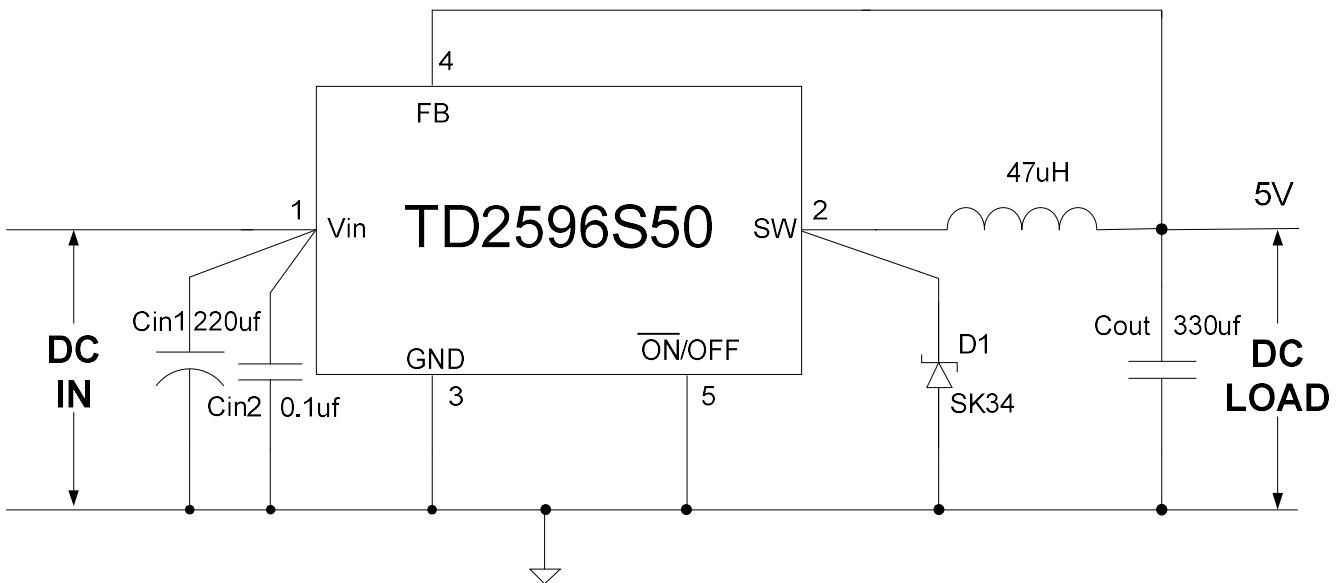 4
FB
47uH
5V
1
Vin
TD2596S50
SW
2
Cin1 220uf
DC
IN
Cin2 0.1uf
GND
3
ON/OFF
5
D1
SK34
Cout 330uf
DC
LOAD